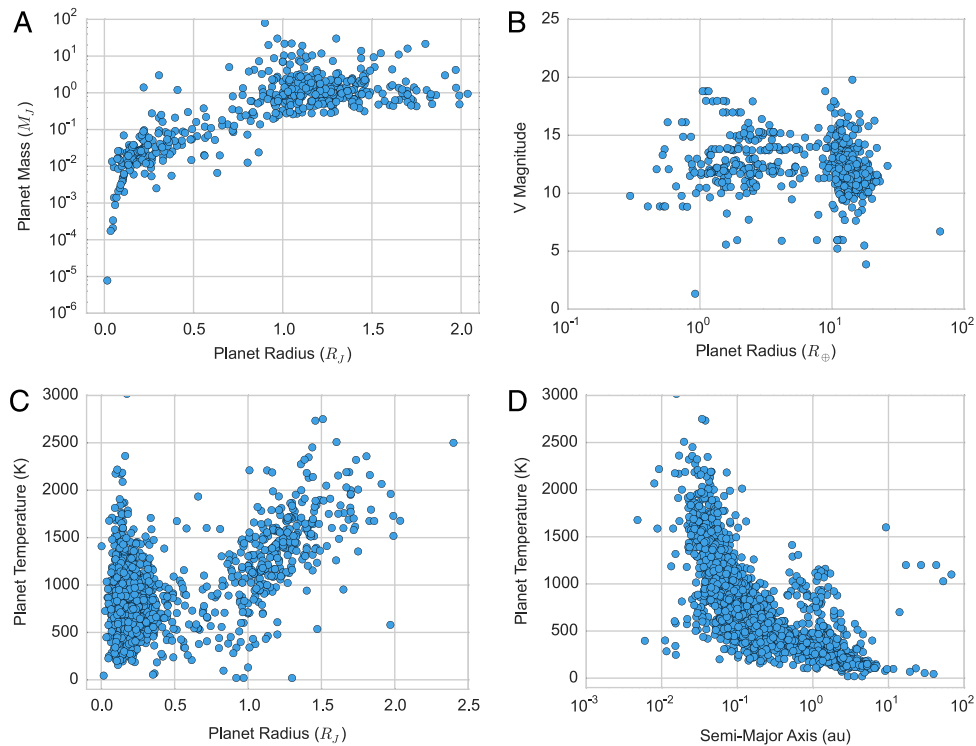 A
Planet Mass (M_J)
10^2
10^1
10^0
10^-1
10^-2
10^-3
10^-4
10^-5
10^-6
0.0 0.5 1.0 1.5 2.0
Planet Radius (R_J)
B
V Magnitude
25
20
15
10
5
0
10^-1 10^0 10^1 10^2
Planet Radius (R_⊕)
C
Planet Temperature (K)
3000
2500
2000
1500
1000
500
0
0.0 0.5 1.0 1.5 2.0 2.5
Planet Radius (R_J)
D
Planet Temperature (K)
3000
2500
2000
1500
1000
500
0
10^-3 10^-2 10^-1 10^0 10^1 10^2
Semi-Major Axis (au)